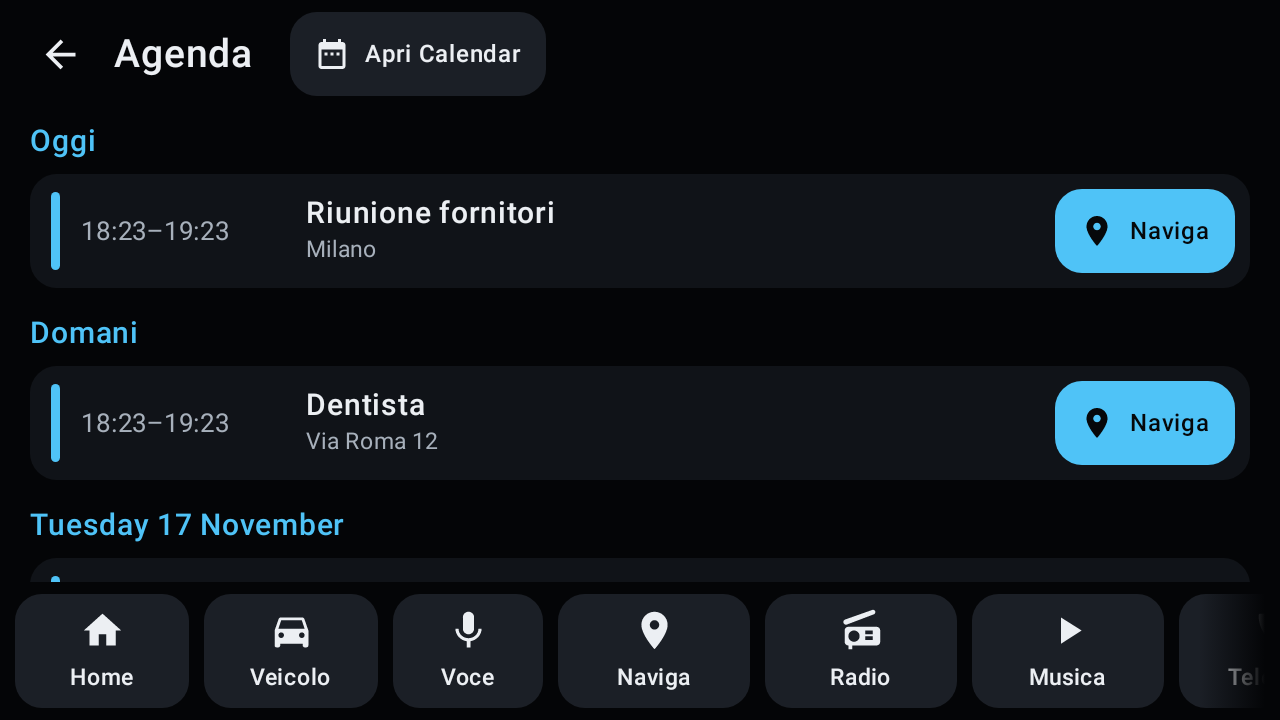 Agenda
Apri Calendar
Oggi
18:23–19:23
Riunione fornitori
Milano
Naviga
Domani
18:23–19:23
Dentista
Via Roma 12
Naviga
Tuesday 17 November
Home
Veicolo
Voce
Naviga
Radio
Musica